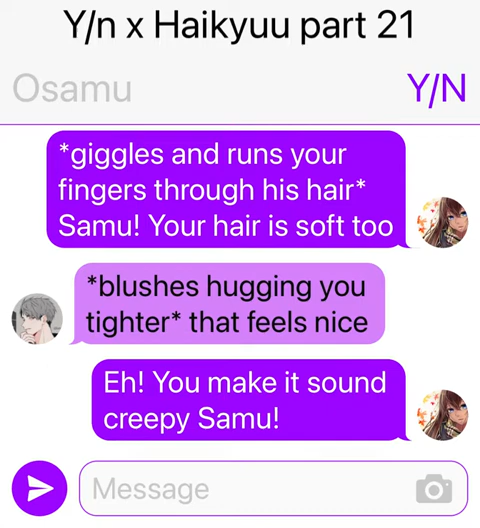 Y/n x Haikyuu part 21
Osamu
Y/N
*giggles and runs your
fingers through his hair*
Samu! Your hair is soft too
*blushes hugging you
tighter* that feels nice
Eh! You make it sound
creepy Samu!
Message